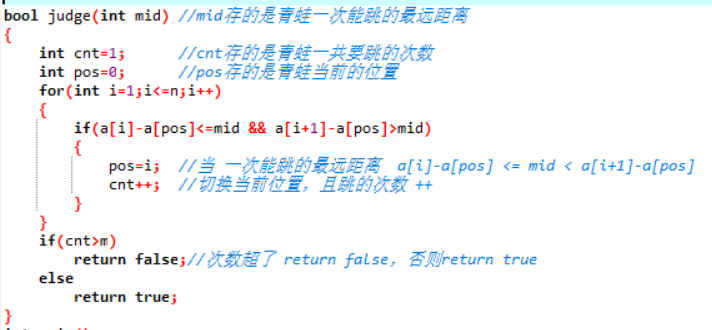 bool judge(int mid) //mid存的是青蛙一次能跳的最远距离
{
int cnt=1; //cnt存的是青蛙一共要跳的次数
int pos=0; //pos存的是青蛙当前的位置
for(int i=1;i<=n;i++)
{
if(a[i]-a[pos]<=mid && a[i+1]-a[pos]>mid)
{
pos=i; //当 一次能跳的最远距离 a[i]-a[pos] <= mid < a[i+1]-a[pos]
cnt++; //切换当前位置，且跳的次数 ++
}
}
if(cnt>m)
return false;//次数超了 return false，否则return true
else
return true;
}